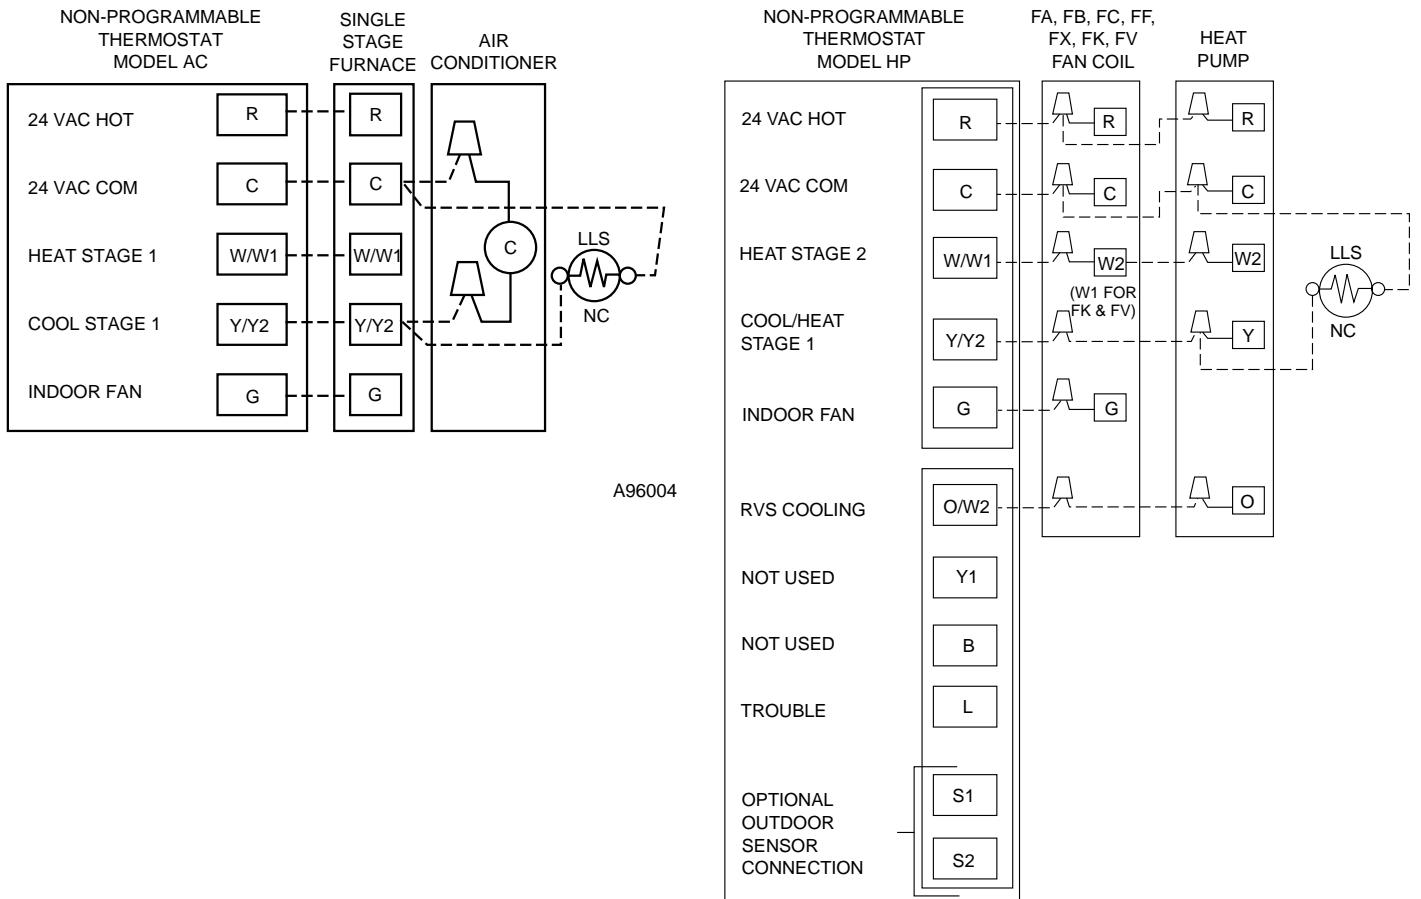 NON-PROGRAMMABLE
THERMOSTAT
MODEL AC
SINGLE
STAGE
FURNACE
AIR
CONDITIONER
24 VAC HOT
R
R
24 VAC COM
C
C
HEAT STAGE 1
W/W1
W/W1
COOL STAGE 1
Y/Y2
Y/Y2
INDOOR FAN
G
G
C
LLS
NC
A96004
NON-PROGRAMMABLE
THERMOSTAT
MODEL HP
FA, FB, FC, FF,
FX, FK, FV
FAN COIL
HEAT
PUMP
24 VAC HOT
R
R
R
24 VAC COM
C
C
C
HEAT STAGE 2
W/W1
W2
W2
(W1 FOR
FK & FV)
COOL/HEAT
STAGE 1
Y/Y2
Y
LLS
NC
INDOOR FAN
G
G
RVS COOLING
O/W2
O
NOT USED
Y1
NOT USED
B
TROUBLE
L
OPTIONAL
OUTDOOR
SENSOR
CONNECTION
S1
S2